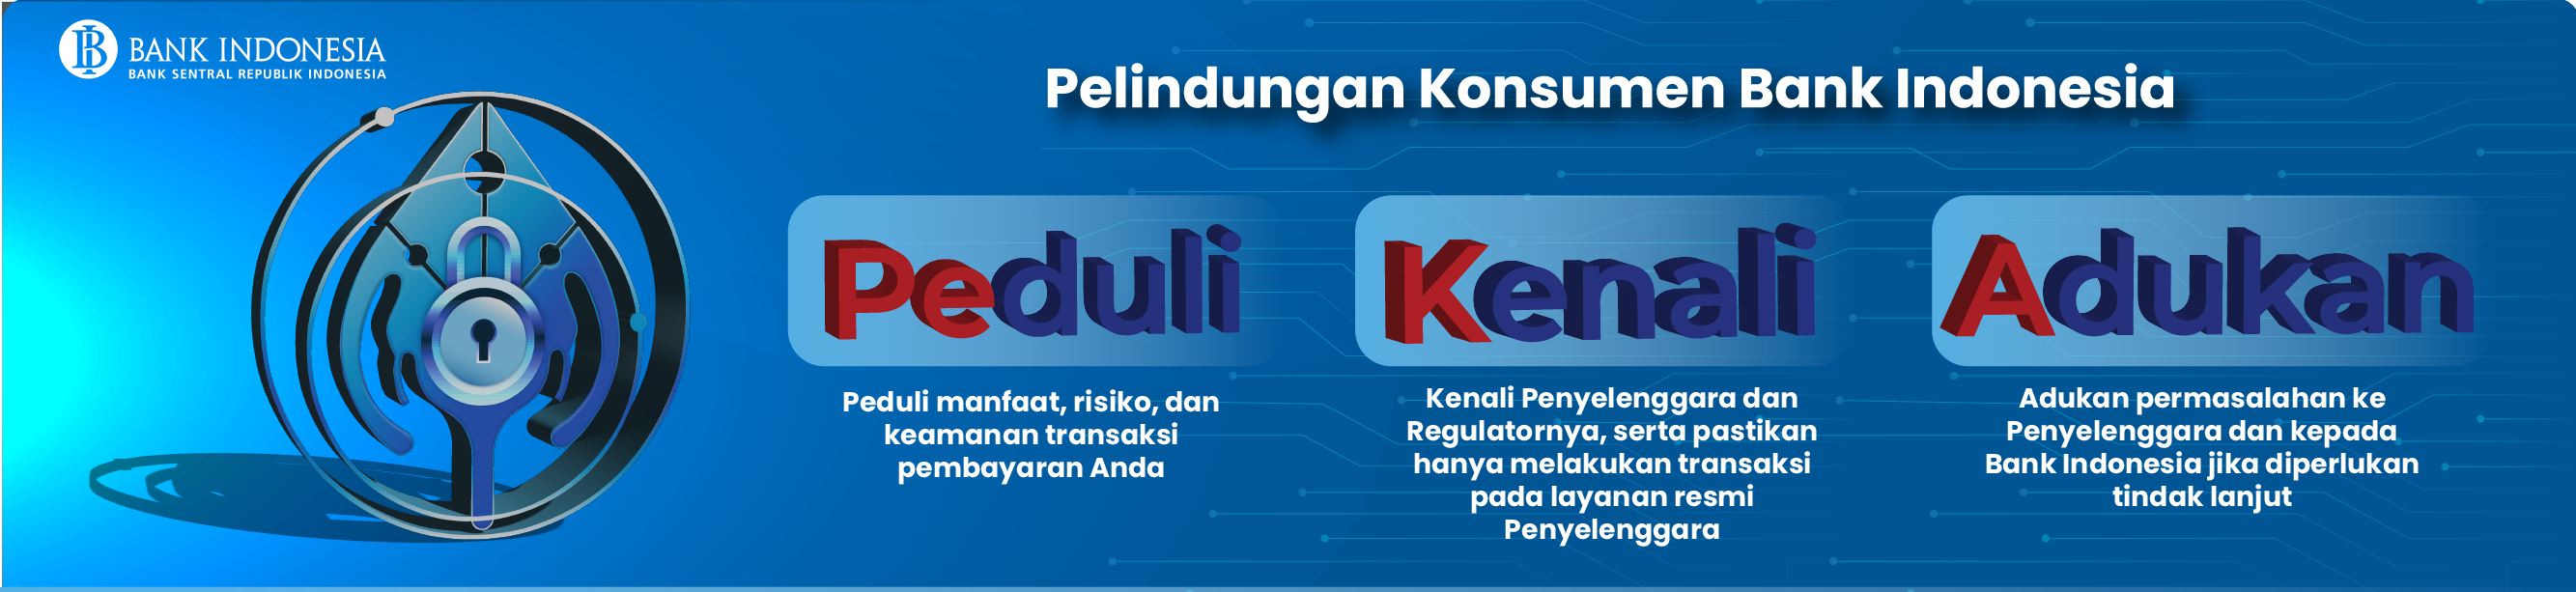 BANK INDONESIA
BANK SENTRAL REPUBLIK INDONESIA
Pelindungan Konsumen Bank Indonesia
Peduli
Peduli manfaat, risiko, dan
keamanan transaksi
pembayaran Anda
Kenali
Kenali Penyelenggara dan
Regulatornya, serta pastikan
hanya melakukan transaksi
pada layanan resmi
Penyelenggara
Adukan
Adukan permasalahan ke
Penyelenggara dan kepada
Bank Indonesia jika diperlukan
tindak lanjut